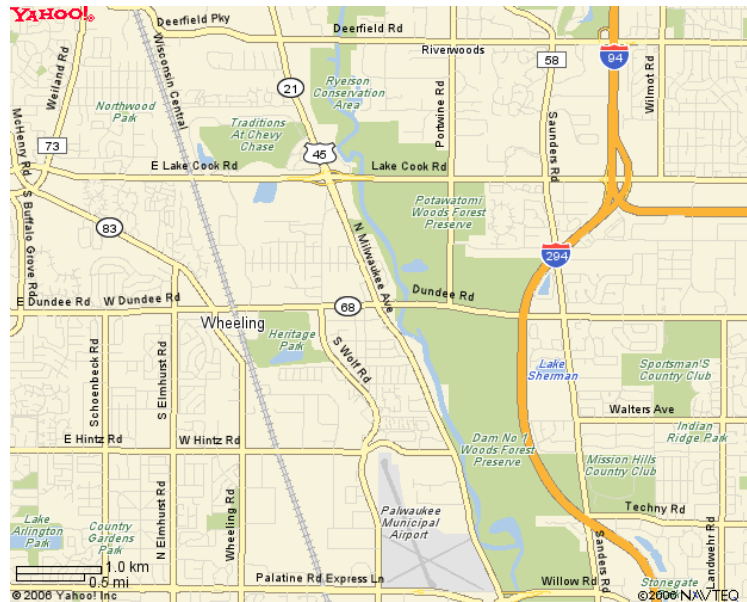 YAHOO!®
Deerfield Pky
Deerfield Rd
Riverwoods
Weiland Rd
Wisconsin Central
21
Ryerson
Conservation
Area
58
94
Wilmot Rd
Portwine Rd
Northwood
Park
Traditions
At Chevy
Chase
Saunders Rd
McHenry Rd
73
45
E Lake Cook Rd
Lake Cook Rd
S Buffalo Grove Rd
Potawatomi
Woods Forest
Preserve
83
N Milwaukee Ave
294
Dundee Rd
E Dundee Rd
W Dundee Rd
68
Wheeling
Heritage
Park
S Wolf Rd
Schoenbeck Rd
S Elmhurst Rd
Lake
Sherman
Sportsman'S
Country Club
Walters Ave
Indian
Ridge Park
E Hintz Rd
W Hintz Rd
Dam No 1
Woods Forest
Preserve
Mission Hills
Country Club
Wheeling Rd
N Elmhurst Rd
Palwaukee
Municipal
Airport
Techny Rd
Lake
Arlington
Park
Country
Gardens
Park
Sanders Rd
Landwehr Rd
1.0 km
0.5 mi
Palatine Rd Express Ln
Willow Rd
Stonegate
© 2006 Yahoo! Inc
©2006 NAVTEQ